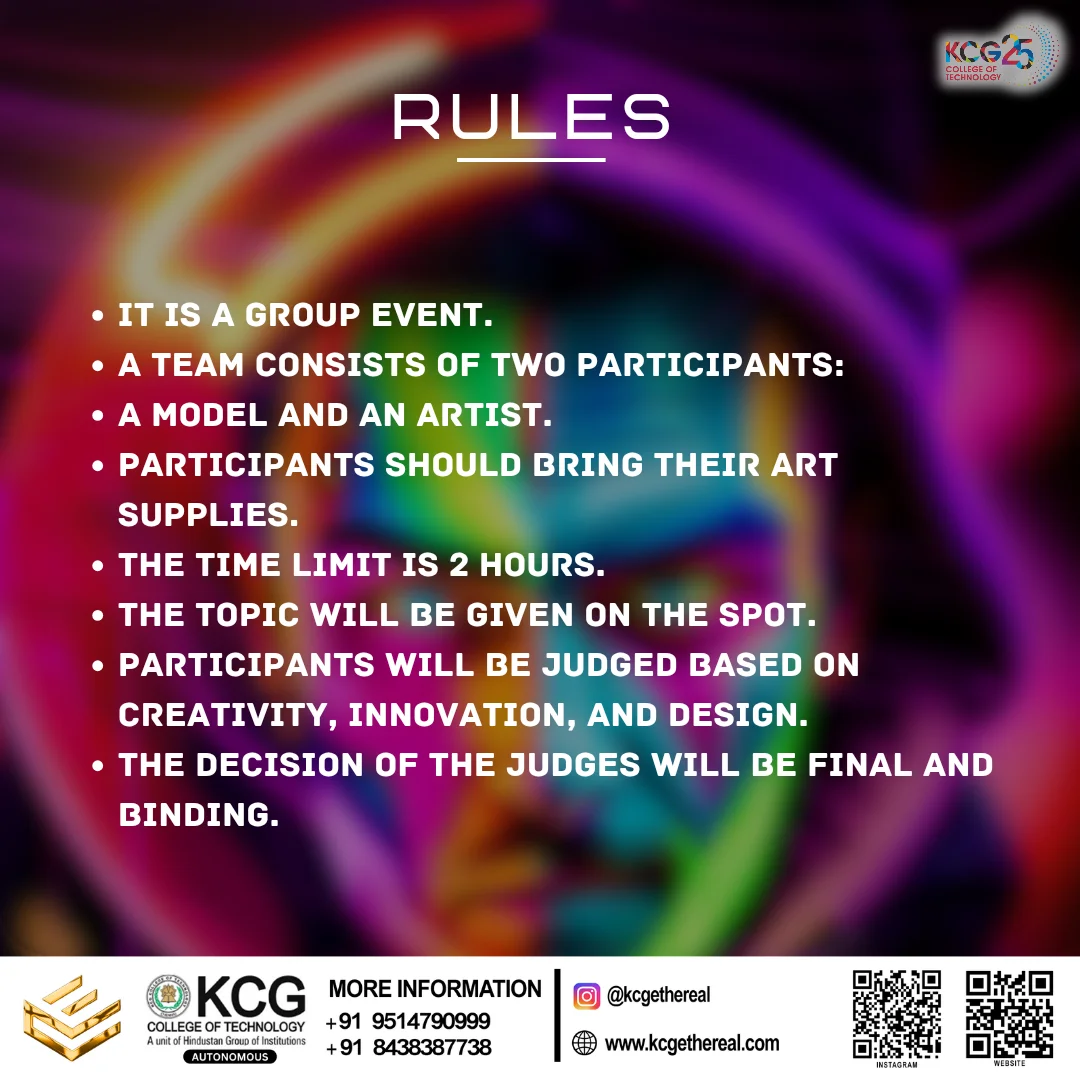 KCG25
COLLEGE OF
TECHNOLOGY
RULES
• IT IS A GROUP EVENT.
• A TEAM CONSISTS OF TWO PARTICIPANTS:
• A MODEL AND AN ARTIST.
• PARTICIPANTS SHOULD BRING THEIR ART
SUPPLIES.
• THE TIME LIMIT IS 2 HOURS.
• THE TOPIC WILL BE GIVEN ON THE SPOT.
• PARTICIPANTS WILL BE JUDGED BASED ON
CREATIVITY, INNOVATION, AND DESIGN.
• THE DECISION OF THE JUDGES WILL BE FINAL AND
BINDING.
KCG
COLLEGE OF TECHNOLOGY
A unit of Hindustan Group of Institutions
AUTONOMOUS
MORE INFORMATION
+91 9514790999
+91 8438387738
@kcgethereal
www.kcgethereal.com
INSTAGRAM
WEBSITE